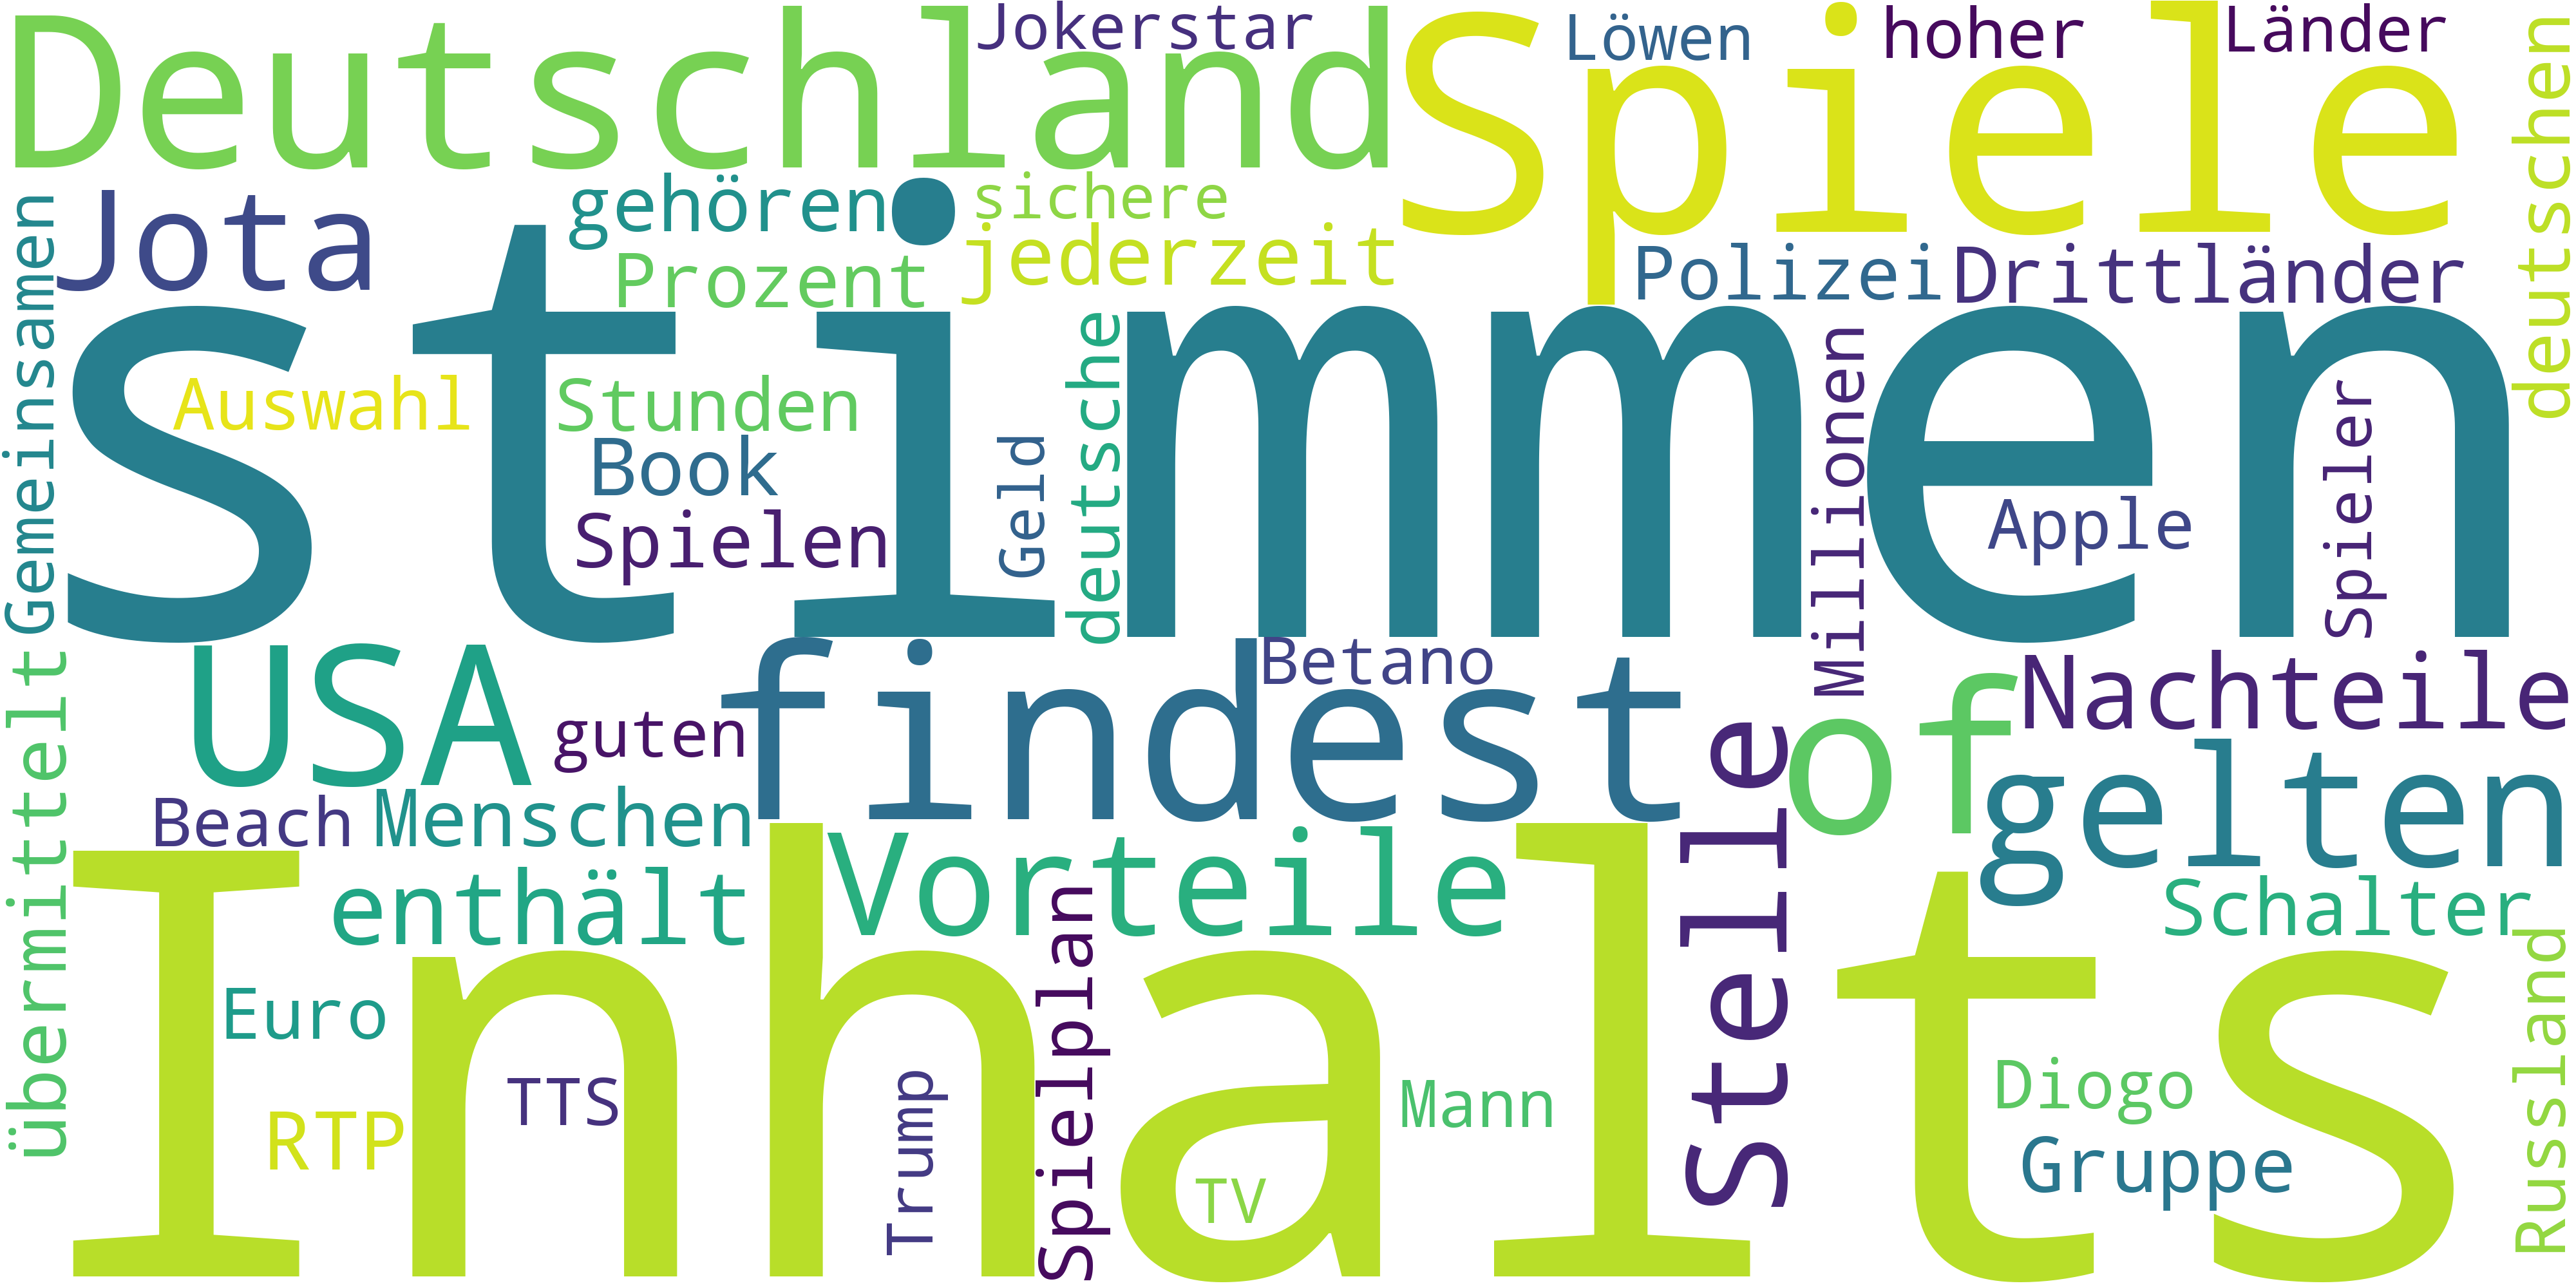 Deutschland
Jokerstar
Spiele
Löwen
hoher
Länder
deutschen
Gemeinsamen
Jota
gehören
sichere
Prozent
jederzeit
Polizei
Drittländer
stimmen
Auswahl
Stunden
Book
Spielen
Geld
deutsche
Millionen
Apple
Spieler
übermittelt
USA
guten
findest
Betano
Stelle
of
Nachteile
gelten
Beach
Menschen
enthält
Vorteile
Schalter
Inhalts
Euro
RTP
TTS
Trump
Spielplan
TV
Mann
Diogo
Gruppe
Russland